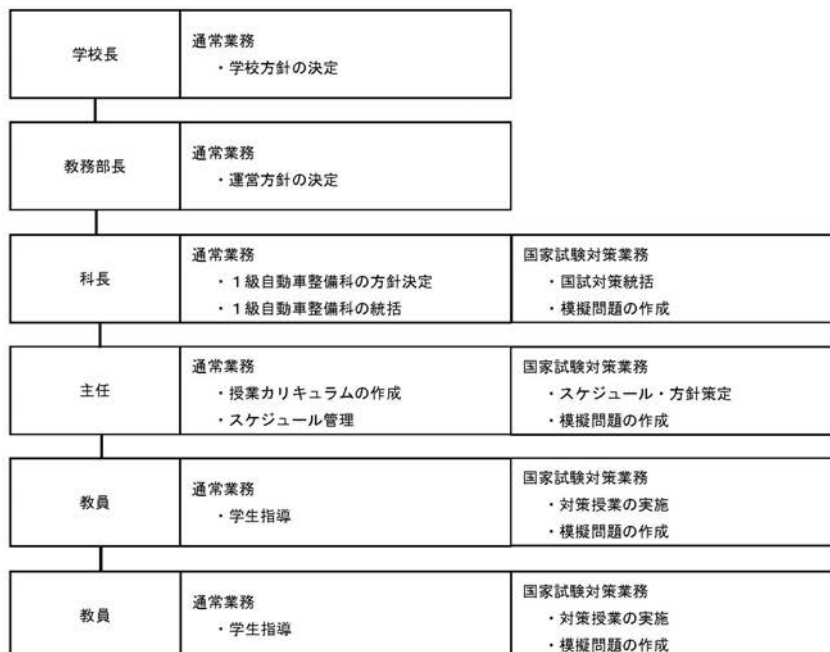 学校長
通常業務
・学校方針の決定
教務部長
通常業務
・運営方針の決定
科長
通常業務
・１級自動車整備科の方針決定
・１級自動車整備科の統括
国家試験対策業務
・国試対策統括
・模擬問題の作成
主任
通常業務
・授業カリキュラムの作成
・スケジュール管理
国家試験対策業務
・スケジュール・方針策定
・模擬問題の作成
教員
通常業務
・学生指導
国家試験対策業務
・対策授業の実施
・模擬問題の作成
教員
通常業務
・学生指導
国家試験対策業務
・対策授業の実施
・模擬問題の作成